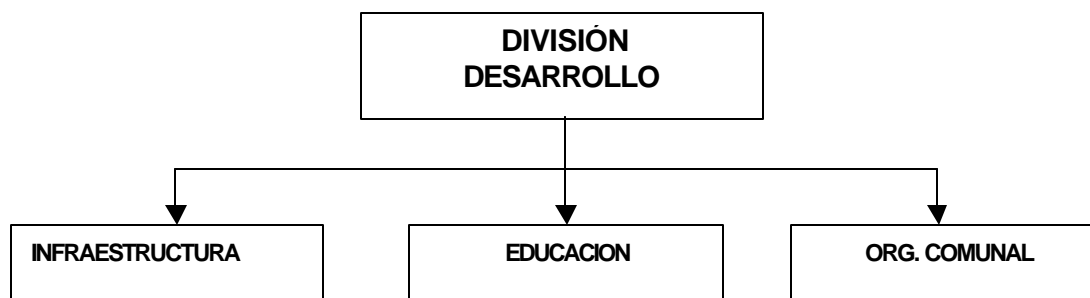 DIVISIÓN
DESARROLLO
INFRAESTRUCTURA
EDUCACION
ORG. COMUNAL